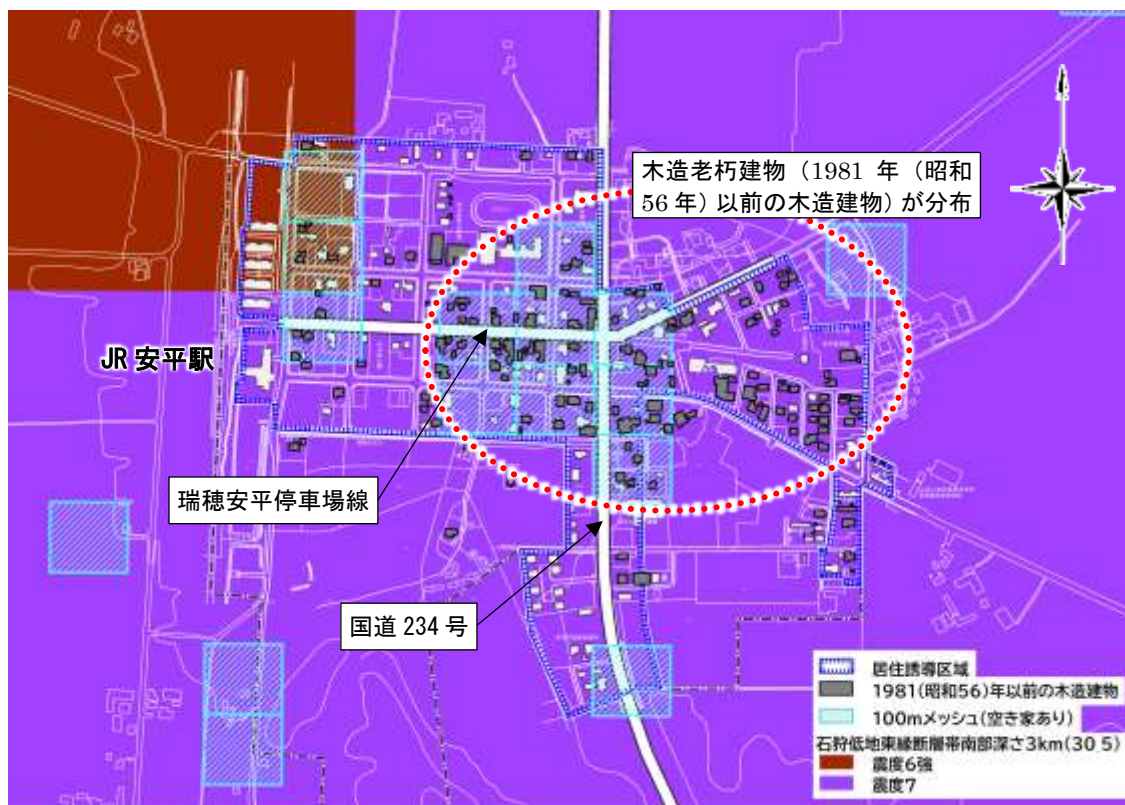 木造老朽建物（1981 年（昭和
56 年）以前の木造建物）が分布
JR 安平駅
瑞穂安平停車場線
国道 234 号
居住誘導区域
1981(昭和56)年以前の木造建物
100mメッシュ(空き家あり)
石狩低地東縁断層帯南部深さ3km(30 5)
震度6強
震度7